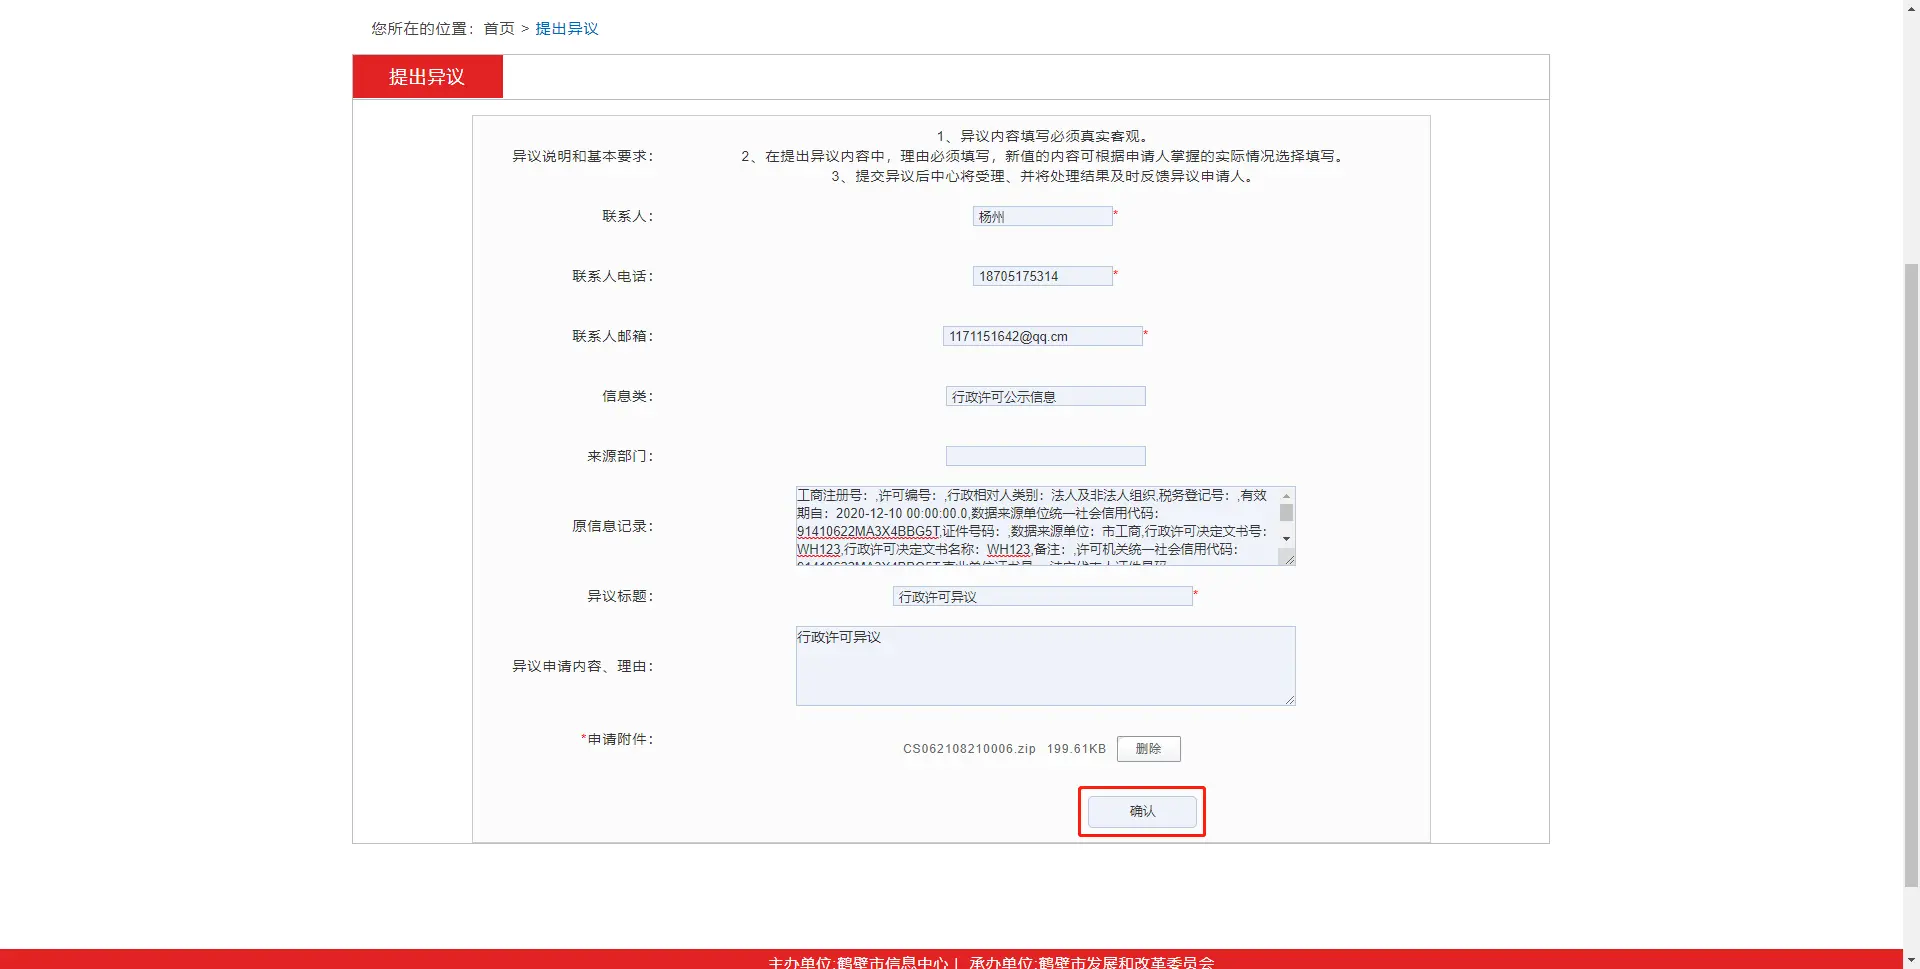 您所在的位置：首页 > 提出异议
提出异议
1、异议内容填写必须真实客观。
异议说明和基本要求：
2、在提出异议内容中，理由必须填写，新值的内容可根据申请人掌握的实际情况选择填写。
3、提交异议后中心将受理、并将处理结果及时反馈异议申请人。
联系人：
杨州*
联系人电话：
18705175314*
联系人邮箱：
1171151642@qq.cm*
信息类：
行政许可公示信息
来源部门：
原信息记录：
工商注册号：,许可编号：,行政相对人类别：法人及非法人组织,税务登记号：,有效
期自：2020-12-10 00:00:00.0,数据来源单位统一社会信用代码：
91410622MA3X4BBG5T,证件号码：,数据来源单位：市工商,行政许可决定文书号：
WH123,行政许可决定文书名称：WH123,备注：,许可机关统一社会信用代码：
异议标题：
行政许可异议*
异议申请内容、理由：
行政许可异议
*申请附件：
CS062108210006.zip 199.61KB 删除
确认
主办单位:鹤壁市信息中心 | 承办单位:鹤壁市发展和改革委员会